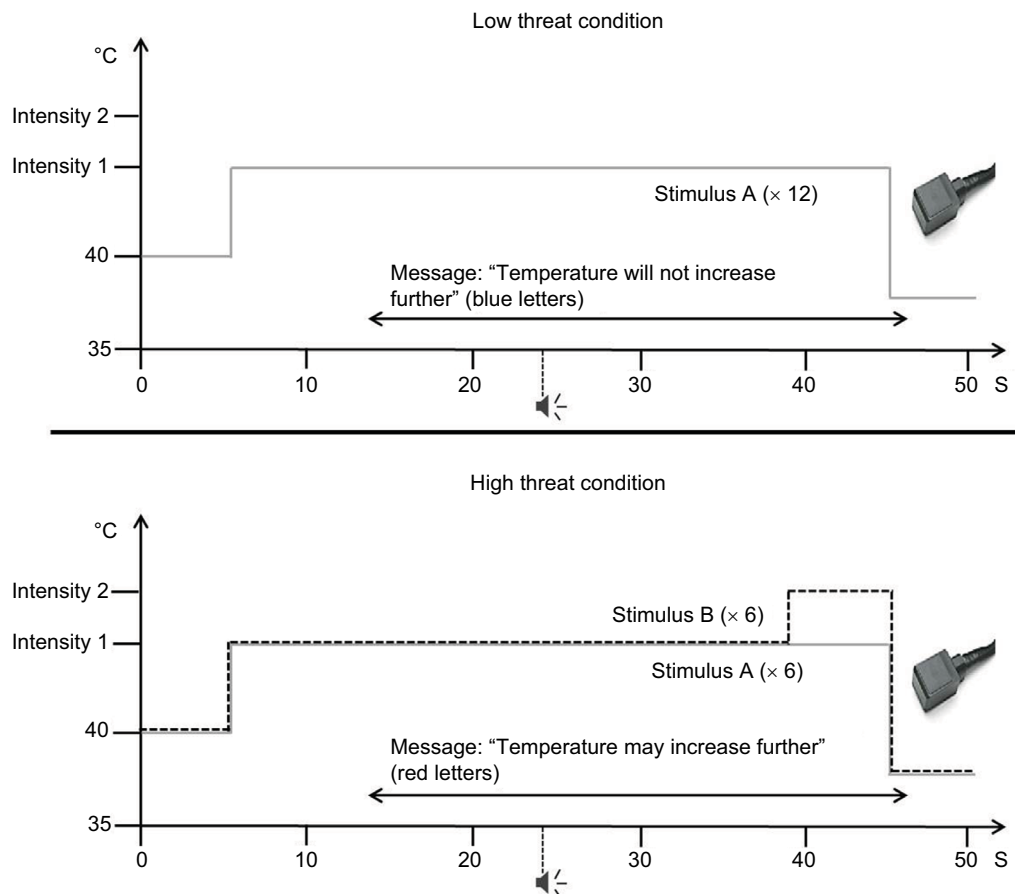 Low threat condition
°C
Intensity 2
Intensity 1
Stimulus A (× 12)
40
Message: “Temperature will not increase
further” (blue letters)
35
0 10 20 30 40 50 S
High threat condition
°C
Intensity 2
Stimulus B (× 6)
Intensity 1
Stimulus A (× 6)
40
Message: “Temperature may increase further”
(red letters)
35
0 10 20 30 40 50 S